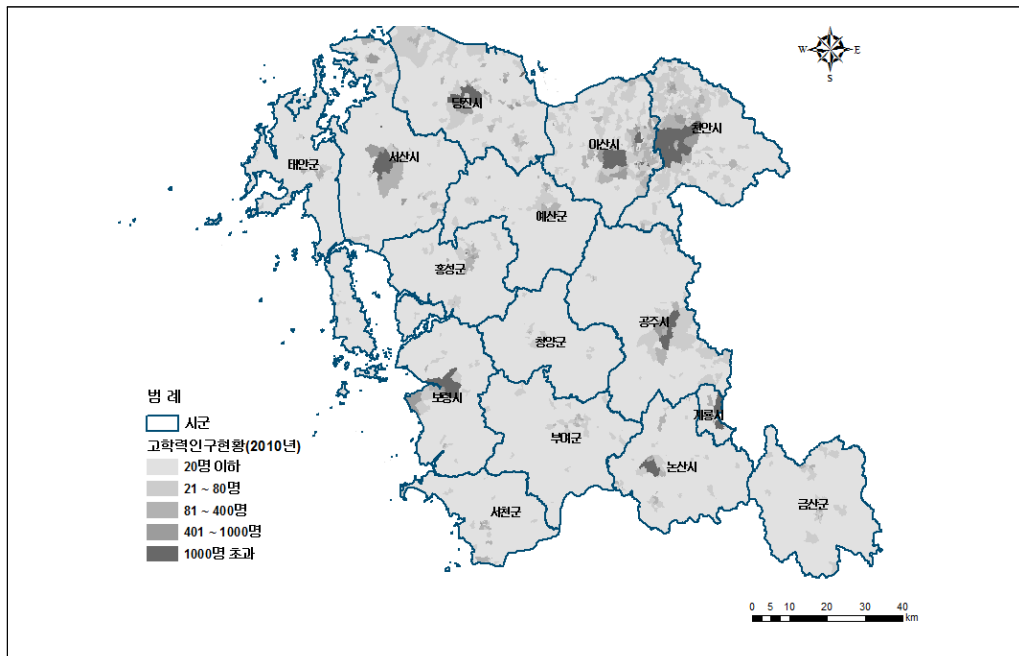 N
W
E
S
당진시
천안시
아산시
서산시
태안군
예산군
홍성군
공주시
청양군
보령시
계룡시
부여군
논산시
서천군
금산군
범 례
시군
고학력인구현황(2010년)
20명 이하
21 ~ 80명
81 ~ 400명
401 ~ 1000명
1000명 초과
0 5 10 20 30 40
km